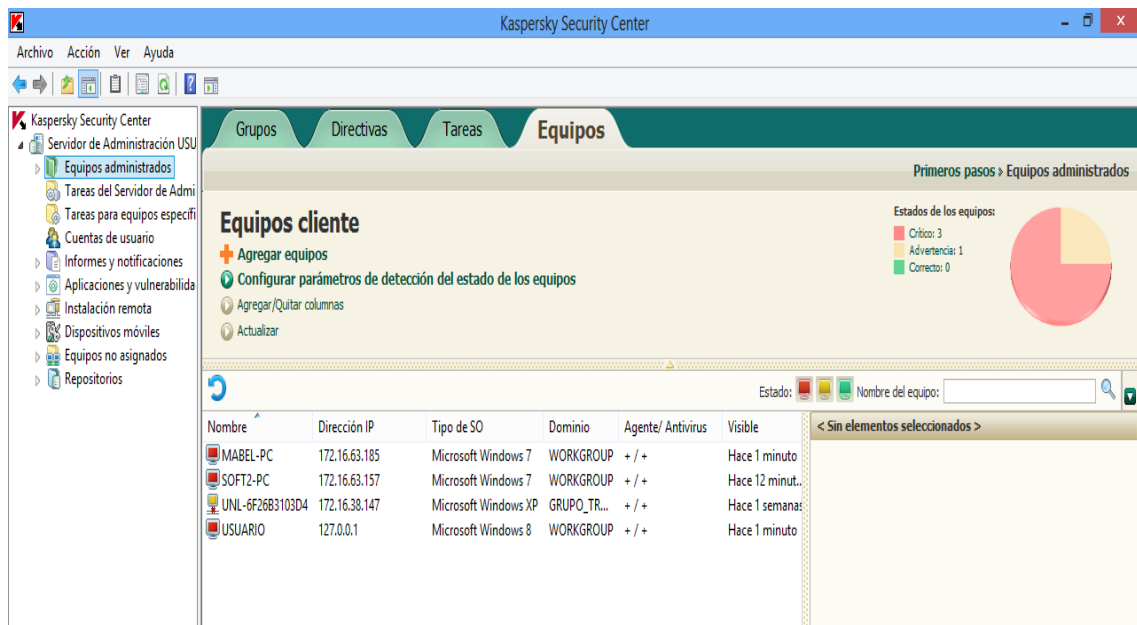 Kaspersky Security Center
Archivo Acción Ver Ayuda
Kaspersky Security Center
Servidor de Administración USU
Equipos administrados
Tareas del Servidor de Admi
Tareas para equipos específi
Cuentas de usuario
Informes y notificaciones
Aplicaciones y vulnerabilida
Instalación remota
Dispositivos móviles
Equipos no asignados
Repositorios
Grupos Directivas Tareas Equipos
Primeros pasos » Equipos administrados
Equipos cliente
Agregar equipos
Configurar parámetros de detección del estado de los equipos
Agregar/Quitar columnas
Actualizar
Estados de los equipos:
Crítico: 3
Advertencia: 1
Correcto: 0
Estado: Nombre del equipo:
Nombre Dirección IP Tipo de SO Dominio Agente/ Antivirus Visible
MABEL-PC 172.16.63.185 Microsoft Windows 7 WORKGROUP + / + Hace 1 minuto
SOFT2-PC 172.16.63.157 Microsoft Windows 7 WORKGROUP + / + Hace 12 minut...
UNL-6F26B3103D4 172.16.38.147 Microsoft Windows XP GRUPO_TR... + / + Hace 1 semanas
USUARIO 127.0.0.1 Microsoft Windows 8 WORKGROUP + / + Hace 1 minuto
< Sin elementos seleccionados >